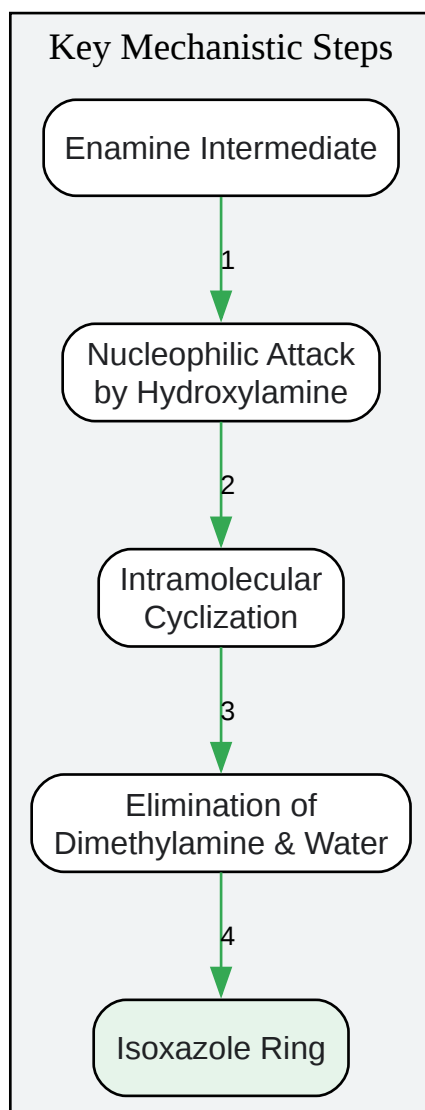 Key Mechanistic Steps
Enamine Intermediate
1
Nucleophilic Attack
by Hydroxylamine
2
Intramolecular
Cyclization
3
Elimination of
Dimethylamine & Water
4
Isoxazole Ring